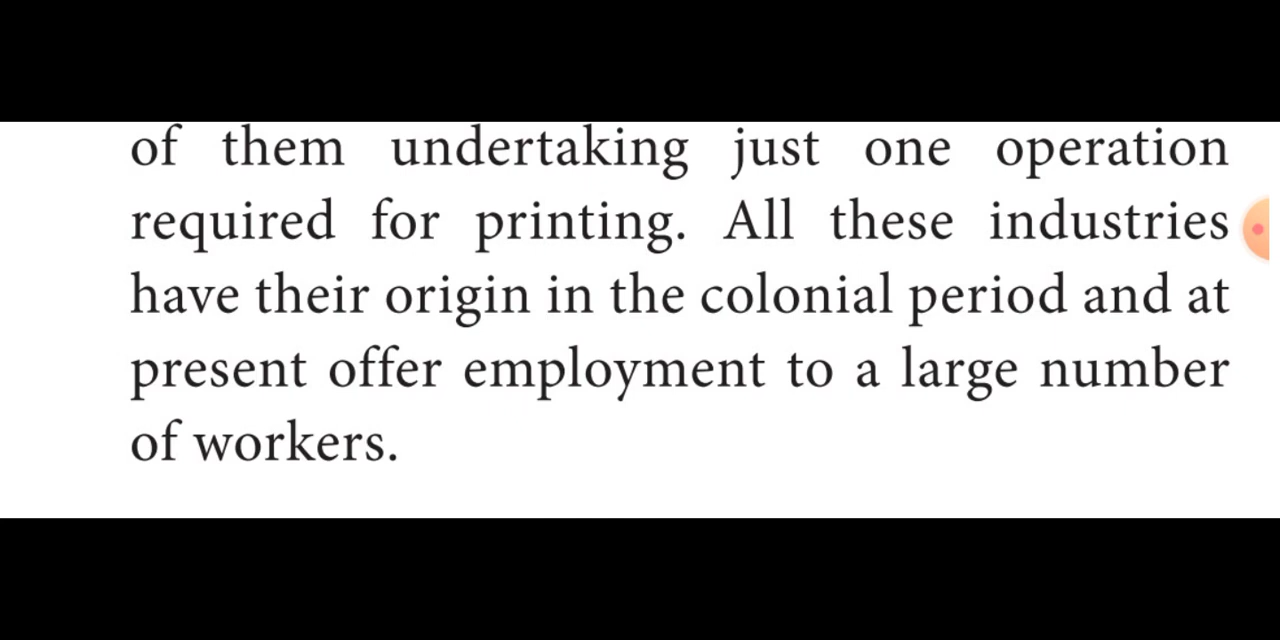 of them undertaking just one operation
required for printing. All these industries
have their origin in the colonial period and at
present offer employment to a large number
of workers.